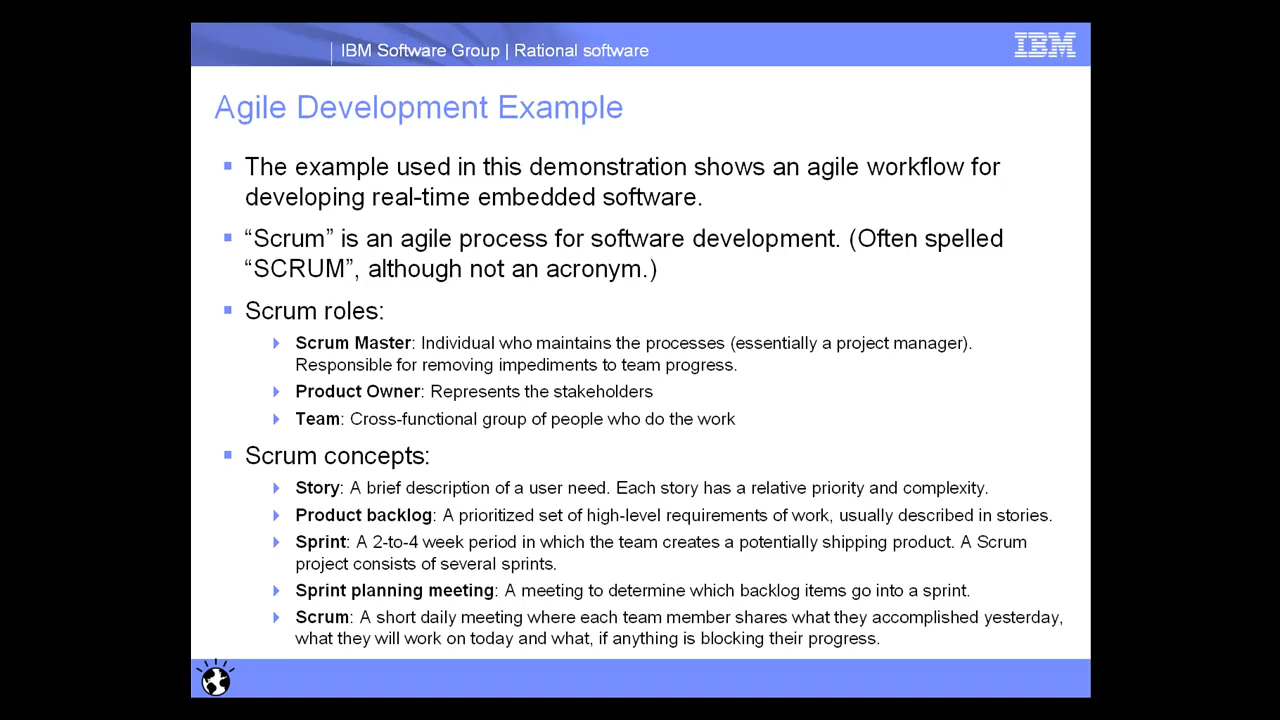 IBM Software Group | Rational software
IBM
Agile Development Example
The example used in this demonstration shows an agile workflow for
developing real-time embedded software.
“Scrum” is an agile process for software development. (Often spelled
“SCRUM”, although not an acronym.)
Scrum roles:
Scrum Master: Individual who maintains the processes (essentially a project manager).
Responsible for removing impediments to team progress.
Product Owner: Represents the stakeholders
Team: Cross-functional group of people who do the work
Scrum concepts:
Story: A brief description of a user need. Each story has a relative priority and complexity.
Product backlog: A prioritized set of high-level requirements of work, usually described in stories.
Sprint: A 2-to-4 week period in which the team creates a potentially shipping product. A Scrum
project consists of several sprints.
Sprint planning meeting: A meeting to determine which backlog items go into a sprint.
Scrum: A short daily meeting where each team member shares what they accomplished yesterday,
what they will work on today and what, if anything is blocking their progress.